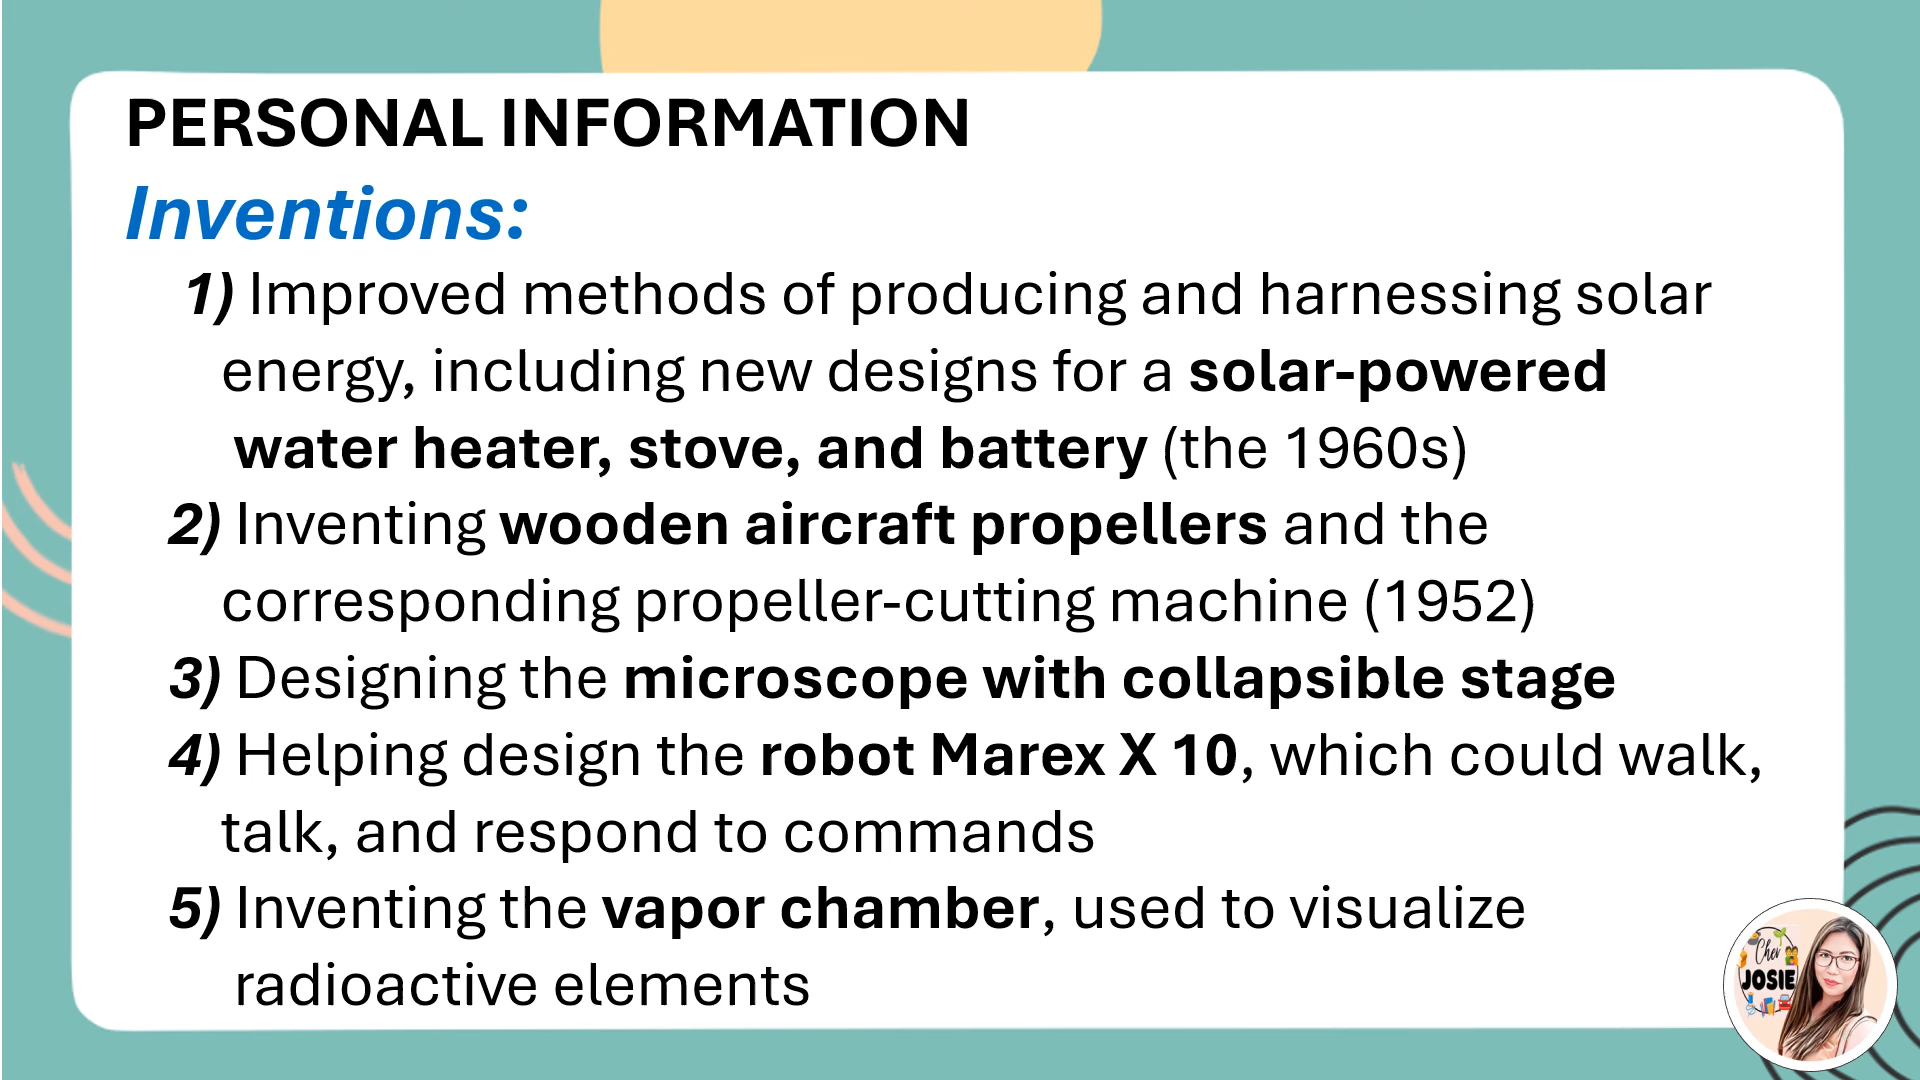 PERSONAL INFORMATION
Inventions:
1) Improved methods of producing and harnessing solar
energy, including new designs for a solar-powered
water heater, stove, and battery (the 1960s)
2) Inventing wooden aircraft propellers and the
corresponding propeller-cutting machine (1952)
3) Designing the microscope with collapsible stage
4) Helping design the robot Marex X 10, which could walk,
talk, and respond to commands
5) Inventing the vapor chamber, used to visualize
radioactive elements
Cher
JOSIE